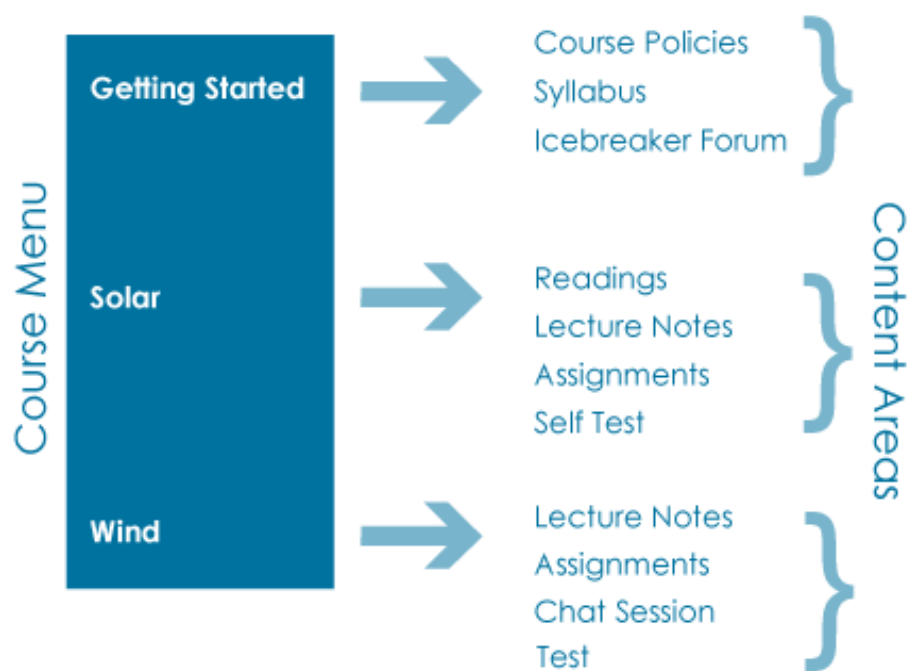 Course Menu
Getting Started
Course Policies
Syllabus
Icebreaker Forum
Solar
Readings
Lecture Notes
Assignments
Self Test
Wind
Lecture Notes
Assignments
Chat Session
Test
Content Areas